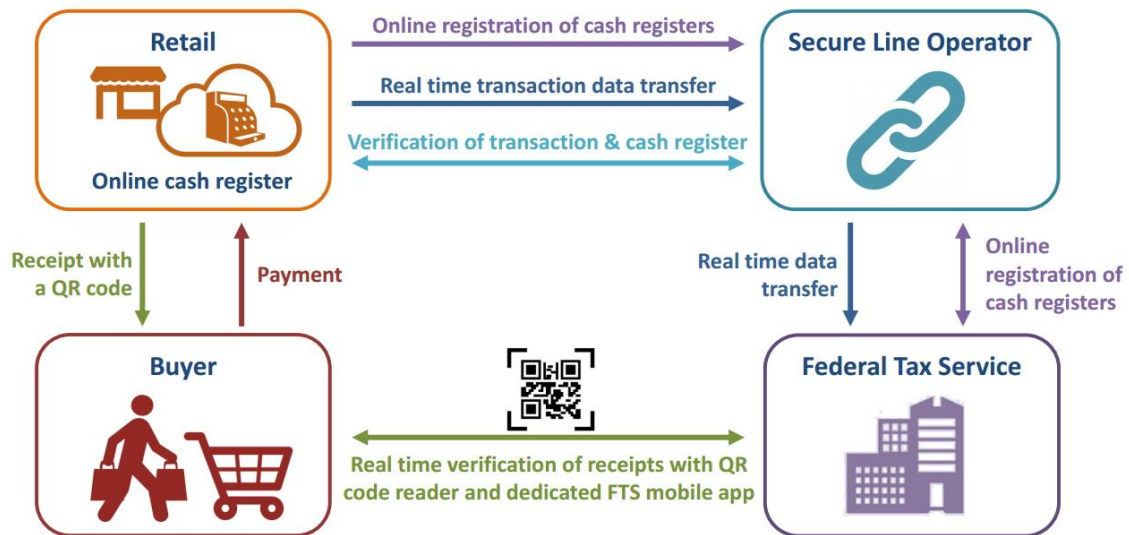 Retail
Online cash register
Online registration of cash registers
Real time transaction data transfer
Verification of transaction & cash register
Secure Line Operator
Receipt with
a QR code
Payment
Real time data
transfer
Online
registration of
cash registers
Buyer
Real time verification of receipts with QR
code reader and dedicated FTS mobile app
Federal Tax Service